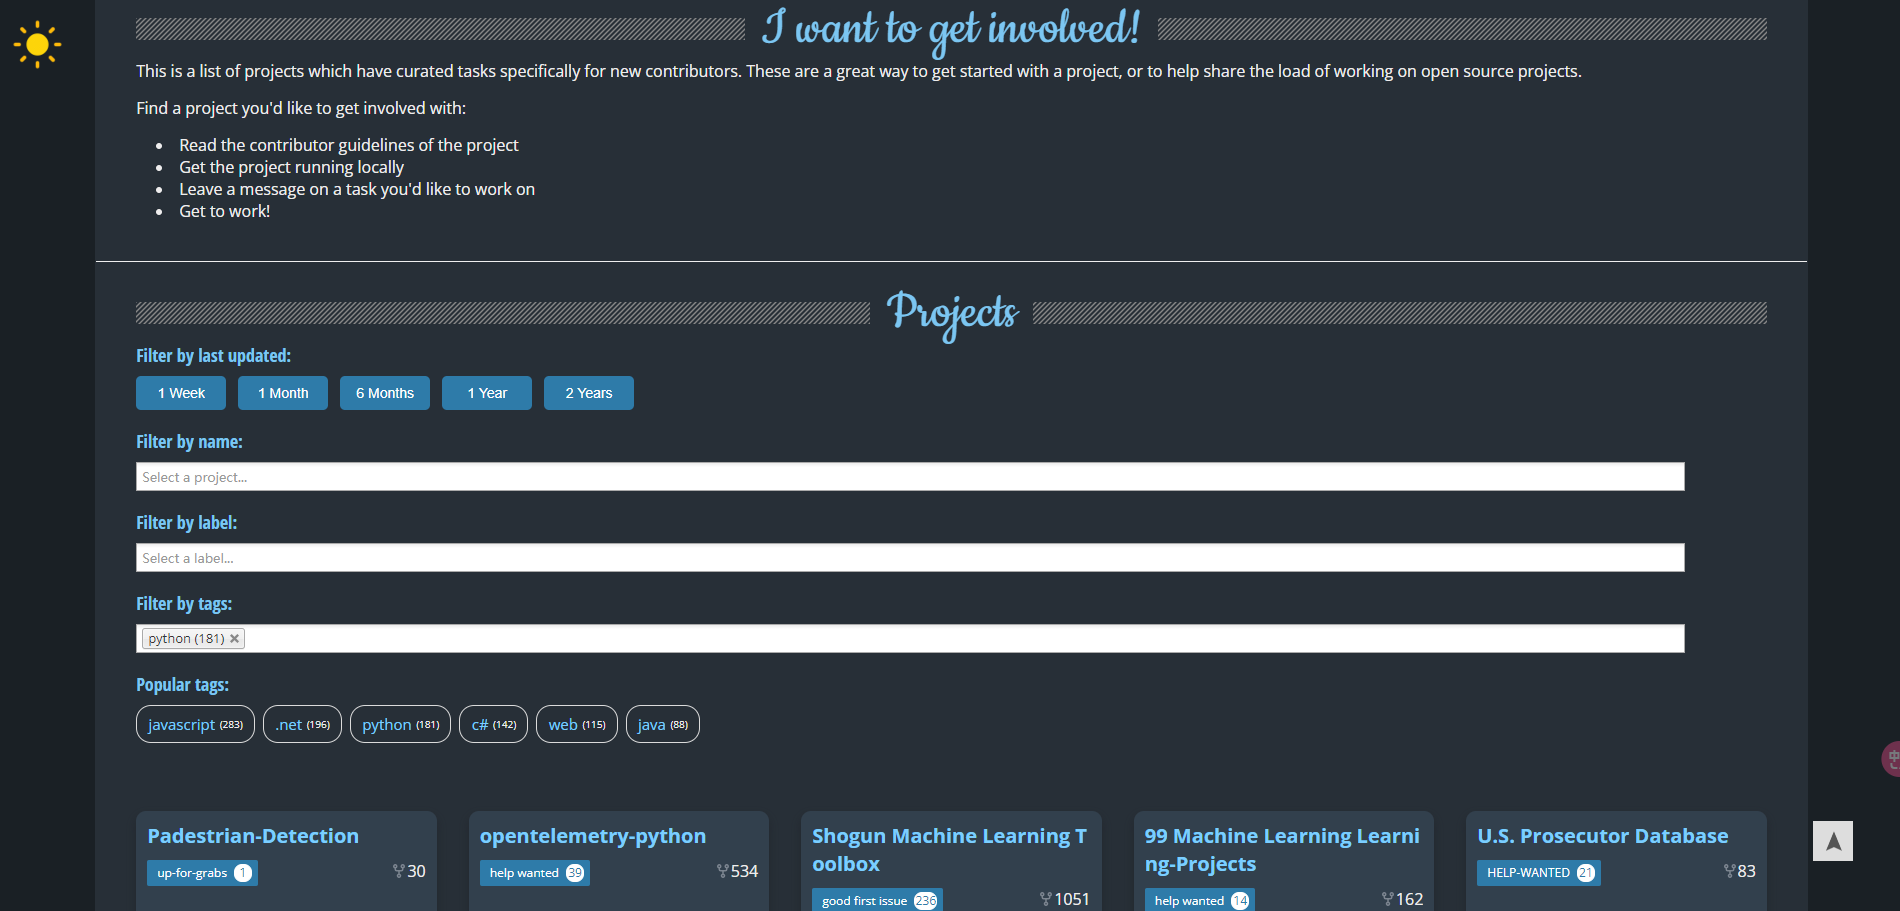 I want to get involved!
This is a list of projects which have curated tasks specifically for new contributors. These are a great way to get started with a project, or to help share the load of working on open source projects.
Find a project you'd like to get involved with:
Read the contributor guidelines of the project
Get the project running locally
Leave a message on a task you'd like to work on
Get to work!
Projects
Filter by last updated:
1 Week 1 Month 6 Months 1 Year 2 Years
Filter by name:
Select a project...
Filter by label:
Select a label...
Filter by tags:
python (181)
Popular tags:
javascript (283) .net (196) python (181) c# (142) web (115) java (88)
中
Padestrian-Detection
up-for-grabs 1 30
opentelemetry-python
help wanted 39 534
Shogun Machine Learning T
oolbox
good first issue 236 1051
99 Machine Learning Learni
ng-Projects
help wanted 14 162
U.S. Prosecutor Database
HELP-WANTED 21 83